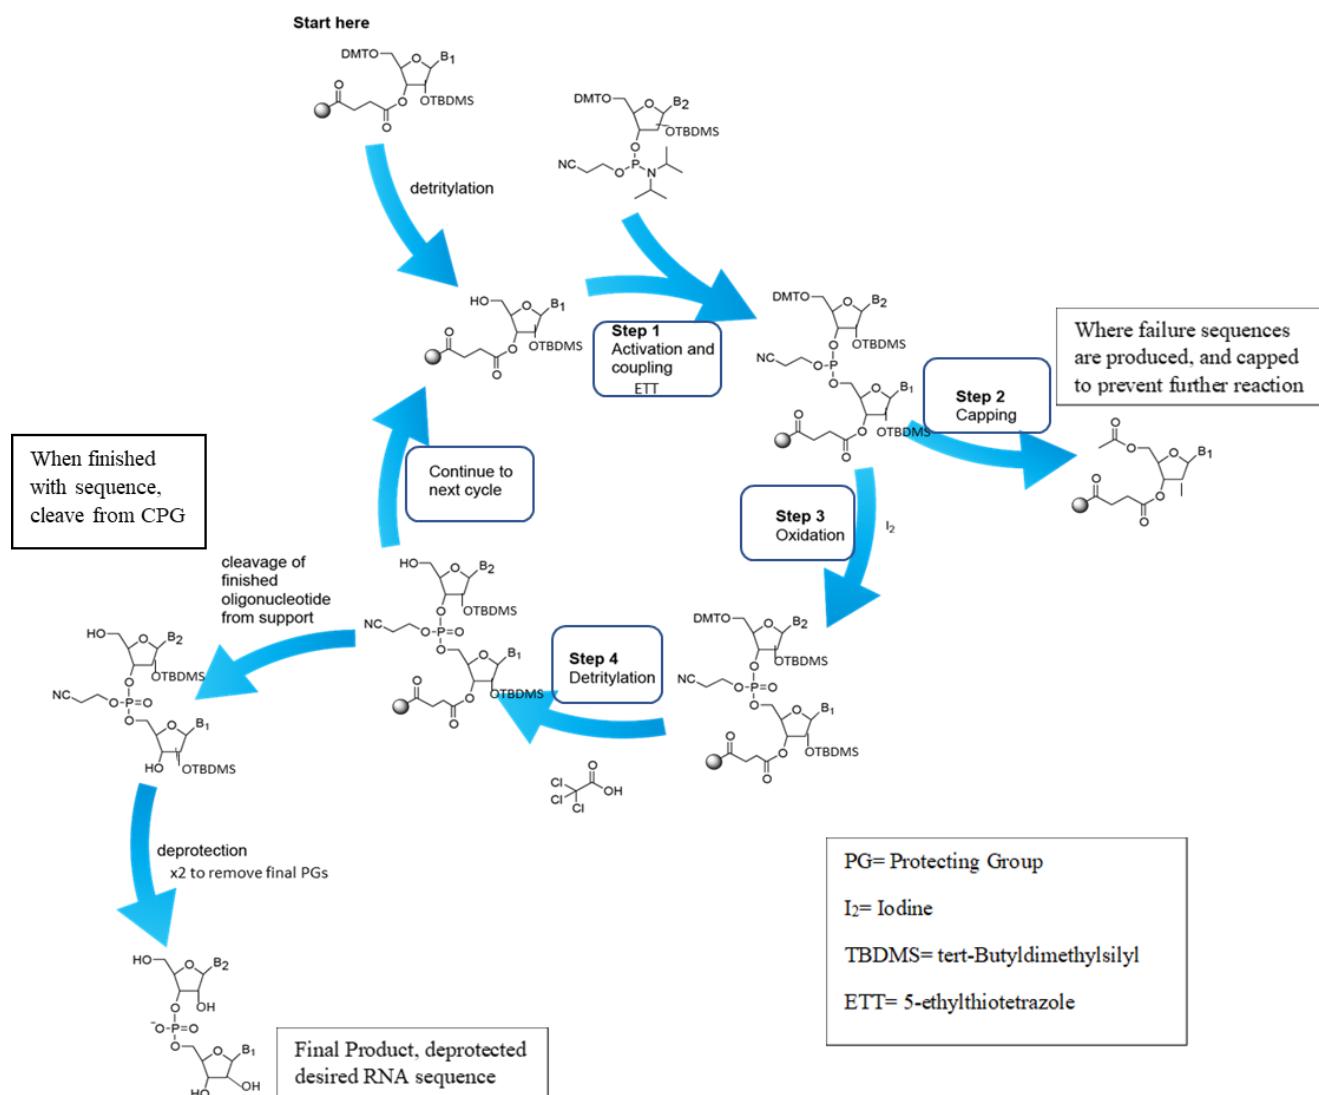 Start here
DMTO
O
B1
O
O
OTBDMS
O
detritylation
DMTO
O
B2
OTBDMS
O
NC
O
P
N
HO
O
B1
OTBDMS
O
O
O
Step 1
Activation and
coupling
ETT
DMTO
O
B2
O
OTBDMS
NC
O-P
O
O
B1
O
O
OTBDMS
O
Step 2
Capping
Where failure sequences
are produced, and capped
to prevent further reaction
O
O
O
B1
O
O
O
Step 3
Oxidation
I2
Continue to
next cycle
When finished
with sequence,
cleave from CPG
cleavage of
finished
oligonucleotide
from support
HO
O
B2
O
OTBDMS
NC
O-P=O
O
O
B1
O
O
OTBDMS
O
Step 4
Detritylation
DMTO
O
B2
O
OTBDMS
NC
O-P=O
O
O
B1
O
O
OTBDMS
O
O
Cl
Cl
Cl
OH
HO
O
B2
O
OTBDMS
NC
O-P=O
O
O
B1
HO
OTBDMS
deprotection
x2 to remove final PGs
HO
O
B2
O
OH
-O-P=O
O
O
B1
HO
OH
Final Product, deprotected
desired RNA sequence
PG= Protecting Group
I2= Iodine
TBDMS= tert-Butyldimethylsilyl
ETT= 5-ethylthiotetrazole